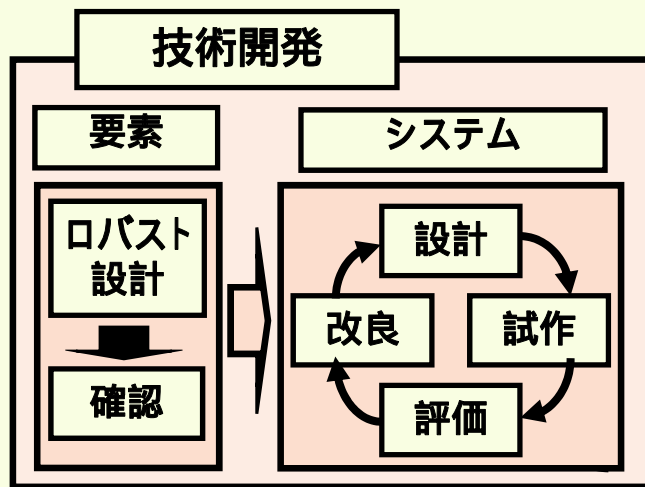 技術開発
要素
システム
ロバスト
設計
確認
設計
試作
評価
改良